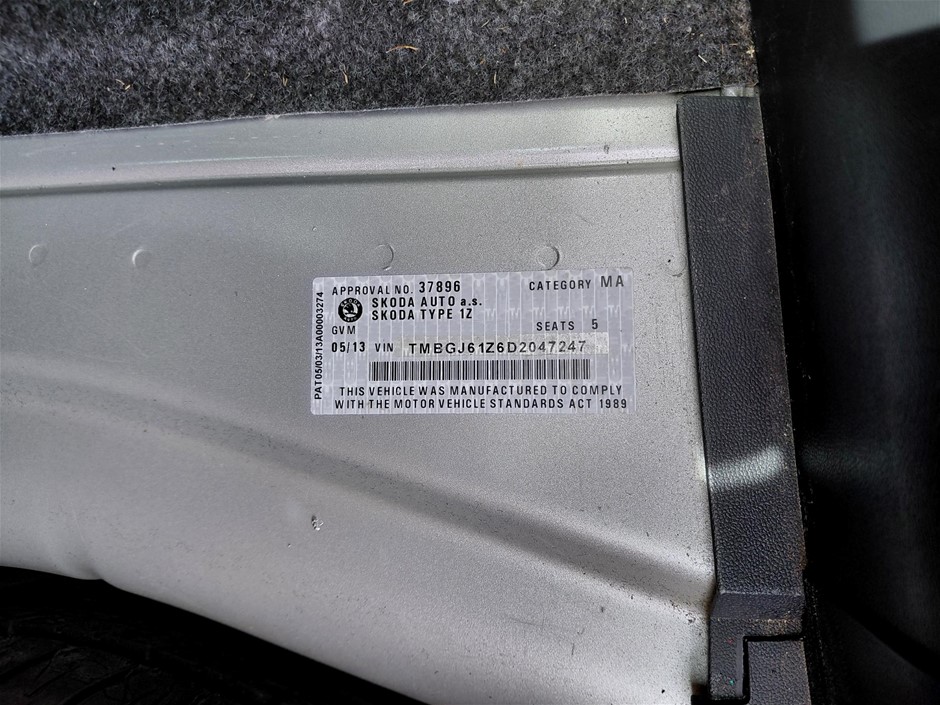 APPROVAL NO. 37896 CATEGORY MA
SKODA AUTO a.s.
SKODA TYPE 1Z
GVM SEATS 5
05/13 VIN TMBGJ61Z6D2047247
THIS VEHICLE WAS MANUFACTURED TO COMPLY
WITH THE MOTOR VEHICLE STANDARDS ACT 1989
PAT05/03/13A00003274